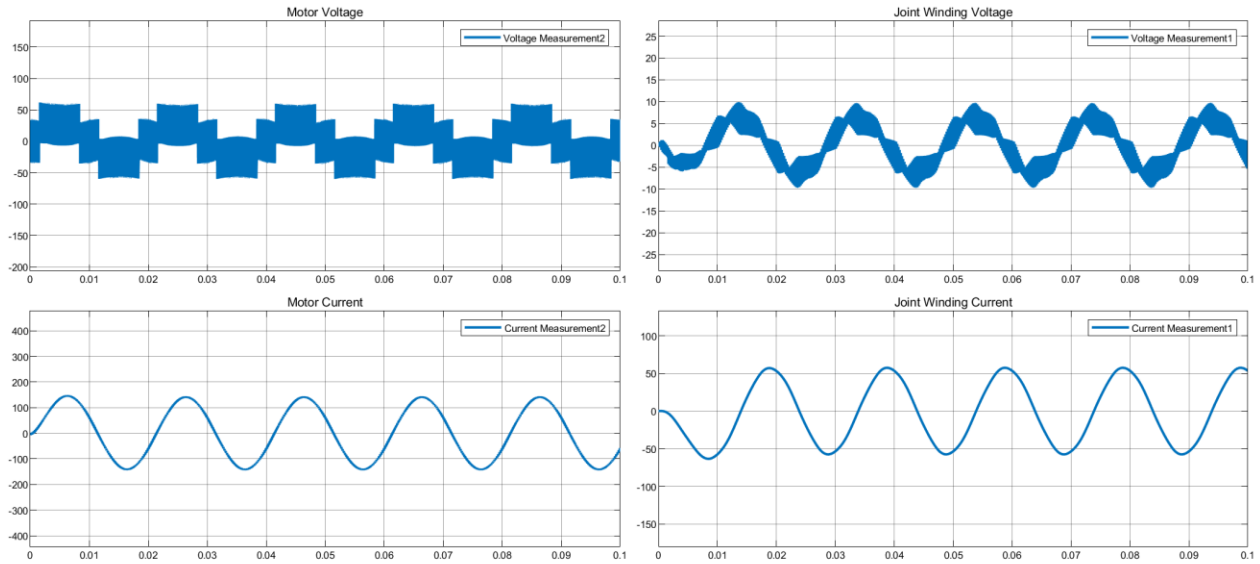 Motor Voltage
Voltage Measurement2
150
100
50
0
-50
-100
-150
-200
0 0.01 0.02 0.03 0.04 0.05 0.06 0.07 0.08 0.09 0.1
Joint Winding Voltage
Voltage Measurement1
25
20
15
10
5
0
-5
-10
-15
-20
-25
0 0.01 0.02 0.03 0.04 0.05 0.06 0.07 0.08 0.09 0.1
Motor Current
Current Measurement2
400
300
200
100
0
-100
-200
-300
-400
0 0.01 0.02 0.03 0.04 0.05 0.06 0.07 0.08 0.09 0.1
Joint Winding Current
Current Measurement1
100
50
0
-50
-100
-150
0 0.01 0.02 0.03 0.04 0.05 0.06 0.07 0.08 0.09 0.1